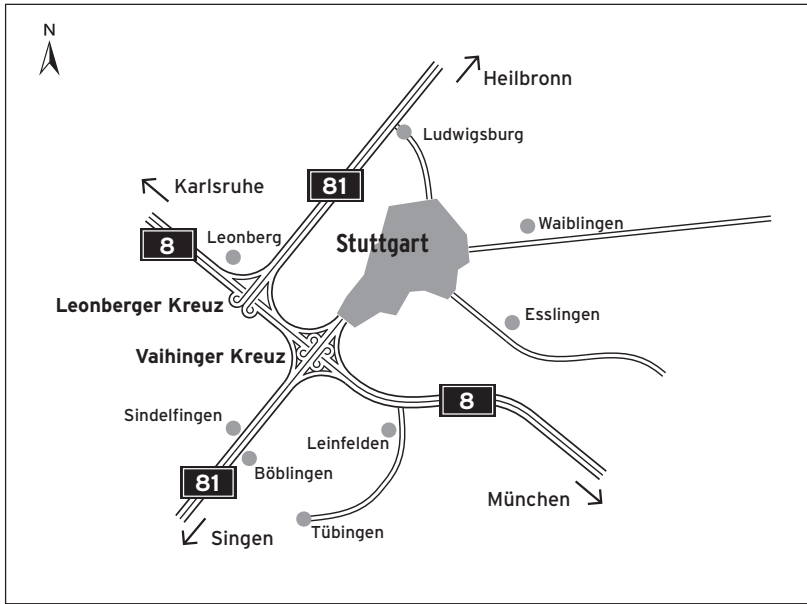 N
Heilbronn
Ludwigsburg
Karlsruhe
81
8
Leonberg
Stuttgart
Waiblingen
Leonberger Kreuz
Esslingen
Vaihinger Kreuz
8
Sindelfingen
Leinfelden
Böblingen
81
München
Singen
Tübingen